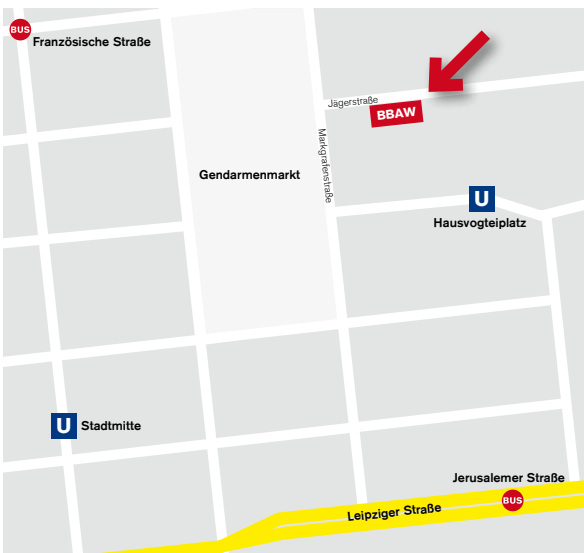 BUS
Französische Straße
Jägerstraße
BBAW
Markgrafenstraße
Gendarmenmarkt
U
Hausvogteiplatz
U
Stadtmitte
Jerusalemer Straße
BUS
Leipziger Straße